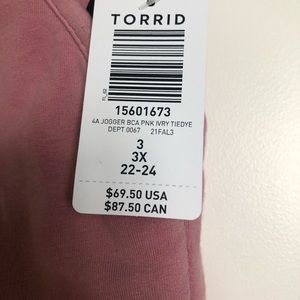 TORRID
FL_02
15601673
4A JOGGER BCA PNK IVRY TIEDYE
DEPT 0067 21FAL3
3
3X
22-24
$69.50 USA
$87.50 CAN